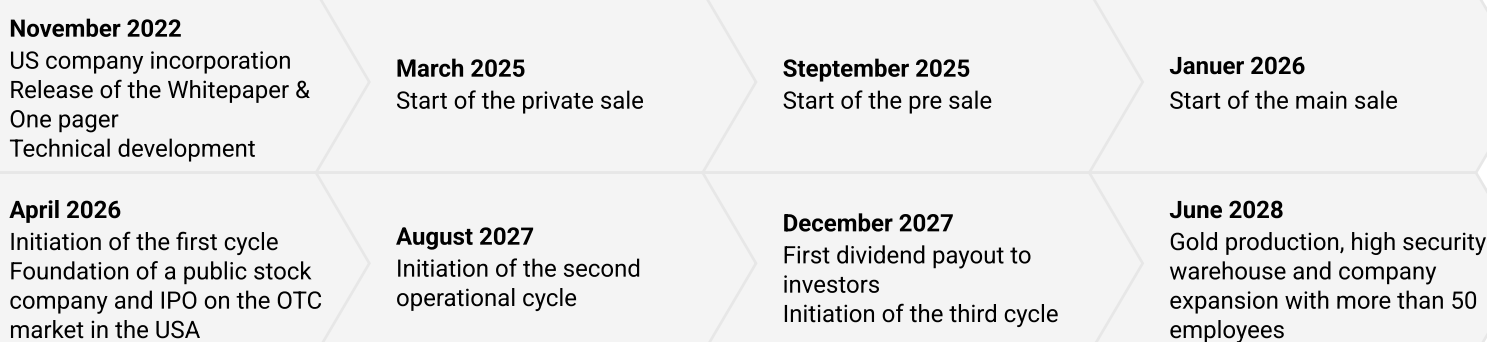 November 2022
US company incorporation
Release of the Whitepaper &
One pager
Technical development
March 2025
Start of the private sale
Steptember 2025
Start of the pre sale
Januer 2026
Start of the main sale
April 2026
Initiation of the first cycle
Foundation of a public stock
company and IPO on the OTC
market in the USA
August 2027
Initiation of the second
operational cycle
December 2027
First dividend payout to
investors
Initiation of the third cycle
June 2028
Gold production, high security
warehouse and company
expansion with more than 50
employees